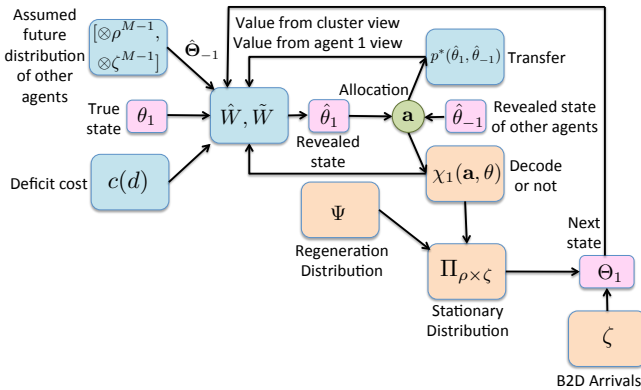 Assumed
future
distribution
of other
agents
[⊗ρ^{M−1},
⊗ζ^{M−1}]
Θ̂_{−1}
Value from cluster view
Value from agent 1 view
p*(θ̂_1, θ̂_{−1})
Transfer
True
state
θ_1
Ŵ, W̃
θ̂_1
Revealed
state
Allocation
a
θ̂_{−1}
Revealed state
of other agents
Deficit cost
c(d)
χ_1(a, θ)
Decode
or not
Ψ
Regeneration
Distribution
Π_{ρ×ζ}
Stationary
Distribution
Next
state
Θ_1
ζ
B2D Arrivals